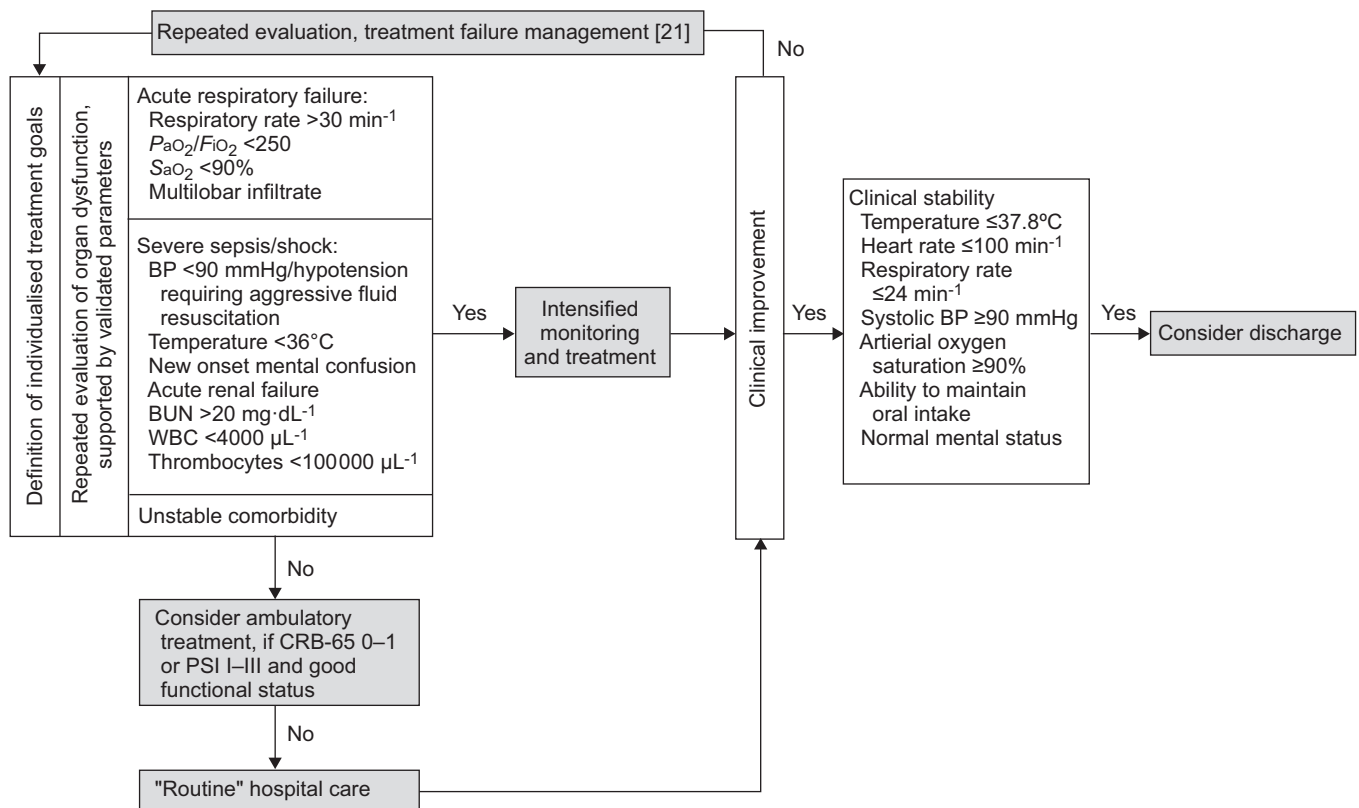 Repeated evaluation, treatment failure management [21]
No
Definition of individualised treatment goals
Repeated evaluation of organ dysfunction,
supported by validated parameters
Acute respiratory failure:
Respiratory rate >30 min-1
PaO2/FiO2 <250
SaO2 <90%
Multilobar infiltrate
Severe sepsis/shock:
BP <90 mmHg/hypotension
requiring aggressive fluid
resuscitation
Temperature <36°C
New onset mental confusion
Acute renal failure
BUN >20 mg·dL-1
WBC <4000 µL-1
Thrombocytes <100000 µL-1
Unstable comorbidity
Yes
Intensified
monitoring
and treatment
Clinical improvement
Yes
Clinical stability
Temperature ≤37.8ºC
Heart rate ≤100 min-1
Respiratory rate
≤24 min-1
Systolic BP ≥90 mmHg
Artierial oxygen
saturation ≥90%
Ability to maintain
oral intake
Normal mental status
Yes
Consider discharge
No
Consider ambulatory
treatment, if CRB-65 0–1
or PSI I–III and good
functional status
No
"Routine" hospital care